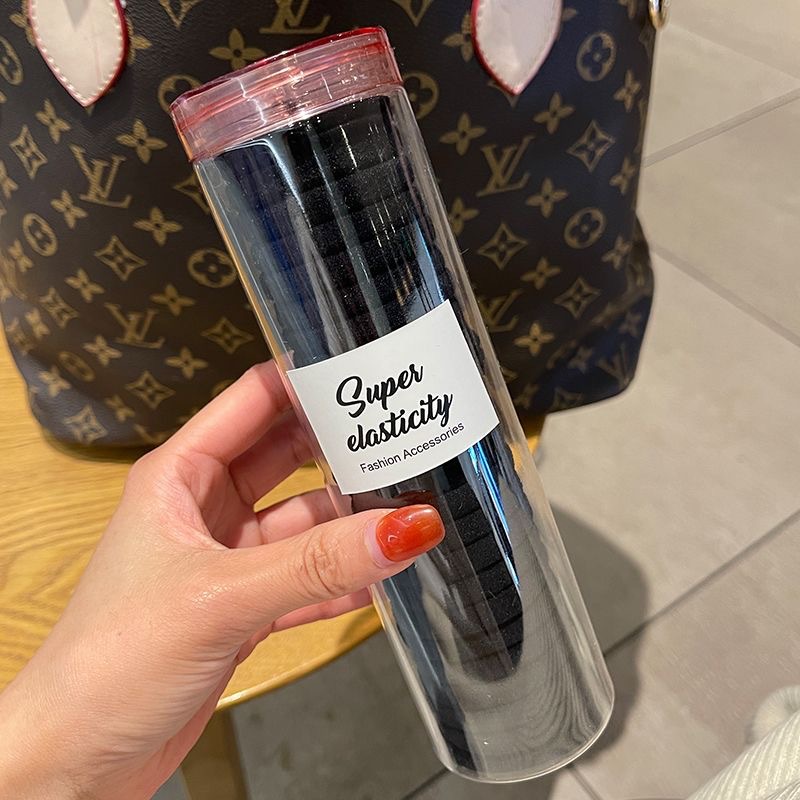 Super
elasticity
Fashion Accessories